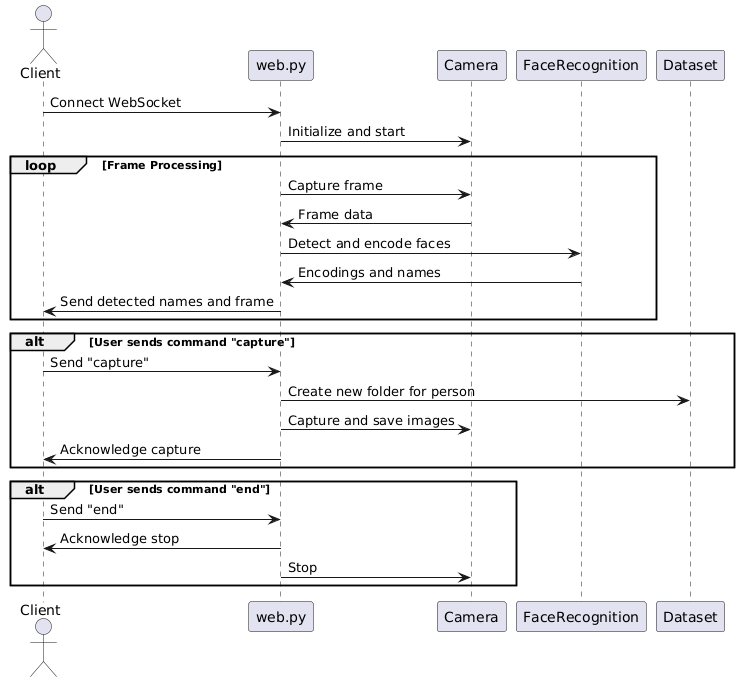 Client
web.py
Camera
FaceRecognition
Dataset
Connect WebSocket
Initialize and start
loop
[Frame Processing]
Capture frame
Frame data
Detect and encode faces
Encodings and names
Send detected names and frame
alt
[User sends command "capture"]
Send "capture"
Create new folder for person
Capture and save images
Acknowledge capture
alt
[User sends command "end"]
Send "end"
Acknowledge stop
Stop
Client
web.py
Camera
FaceRecognition
Dataset